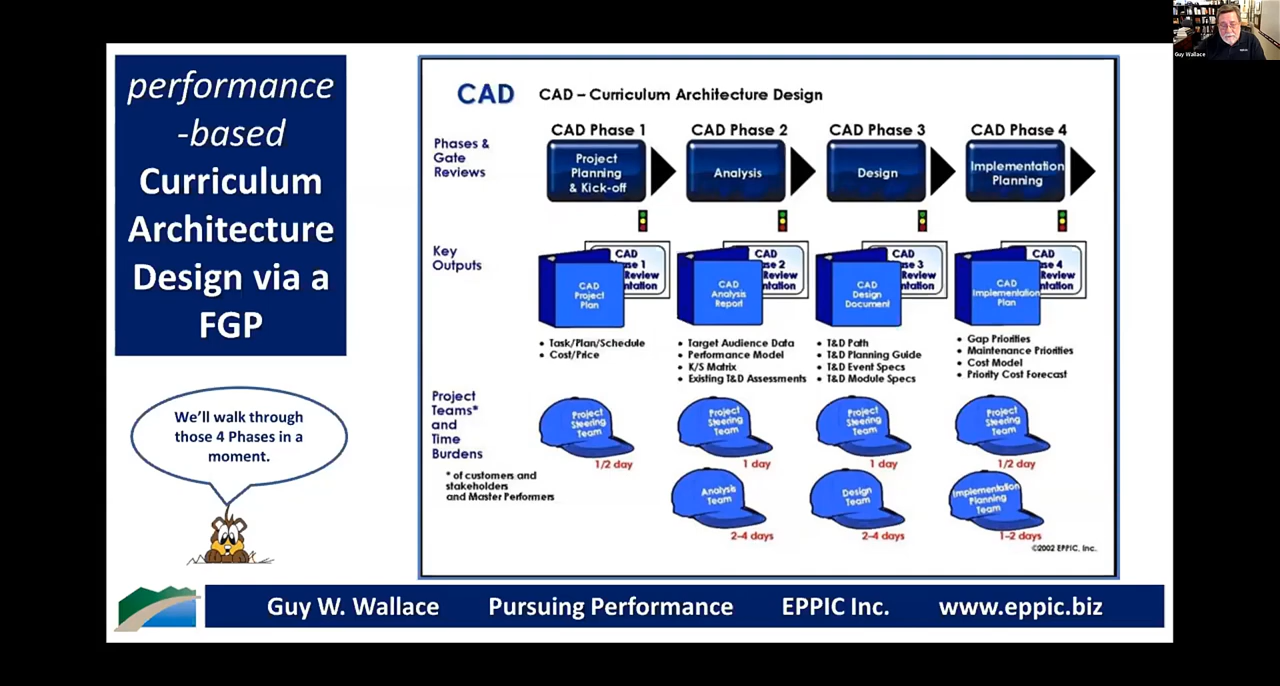 Guy Wallace
performance
-based
Curriculum
Architecture
Design via a
FGP
We'll walk through
those 4 Phases in a
moment.
CAD
CAD – Curriculum Architecture Design
CAD Phase 1
CAD Phase 2
CAD Phase 3
CAD Phase 4
Phases &
Gate
Reviews
Project
Planning
& Kick-off
Analysis
Design
Implementation
Planning
Key
Outputs
CAD
se 1
Review
ntation
CAD
Project
Plan
CAD
se 2
Review
ntation
CAD
Analysis
Report
CAD
se 3
Review
ntation
CAD
Design
Document
CAD
se 4
Review
ntation
CAD
Implementation
Plan
• Task/Plan/Schedule
• Cost/Price
• Target Audience Data
• Performance Model
• K/S Matrix
• Existing T&D Assessments
• T&D Path
• T&D Planning Guide
• T&D Event Specs
• T&D Module Specs
• Gap Priorities
• Maintenance Priorities
• Cost Model
• Priority Cost Forecast
Project
Teams*
and
Time
Burdens
* of customers and
stakeholders
and Master Performers
Project
Steering
Team
1/2 day
Project
Steering
Team
1 day
Project
Steering
Team
1 day
Project
Steering
Team
1/2 day
Analysis
Team
2-4 days
Design
Team
2-4 days
Implementation
Planning
Team
1-2 days
©2002 EPPIC, Inc.
Guy W. Wallace Pursuing Performance EPPIC Inc. www.eppic.biz